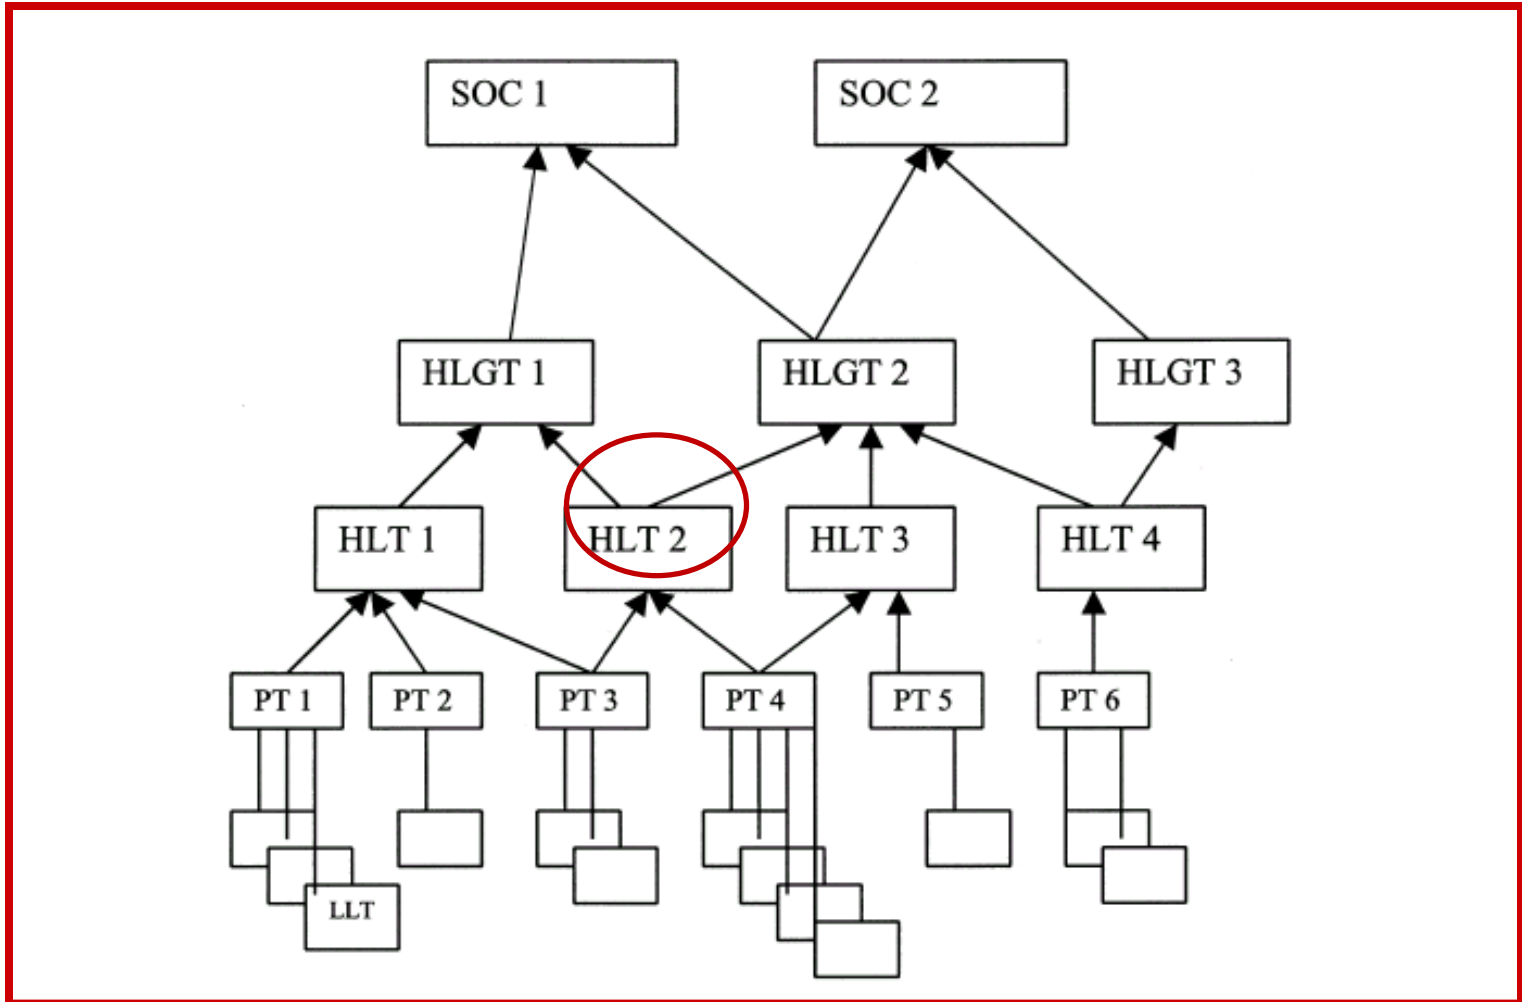 SOC 1
SOC 2
HLGT 1
HLGT 2
HLGT 3
HLT 1
HLT 2
HLT 3
HLT 4
PT 1
PT 2
PT 3
PT 4
PT 5
PT 6
LLT